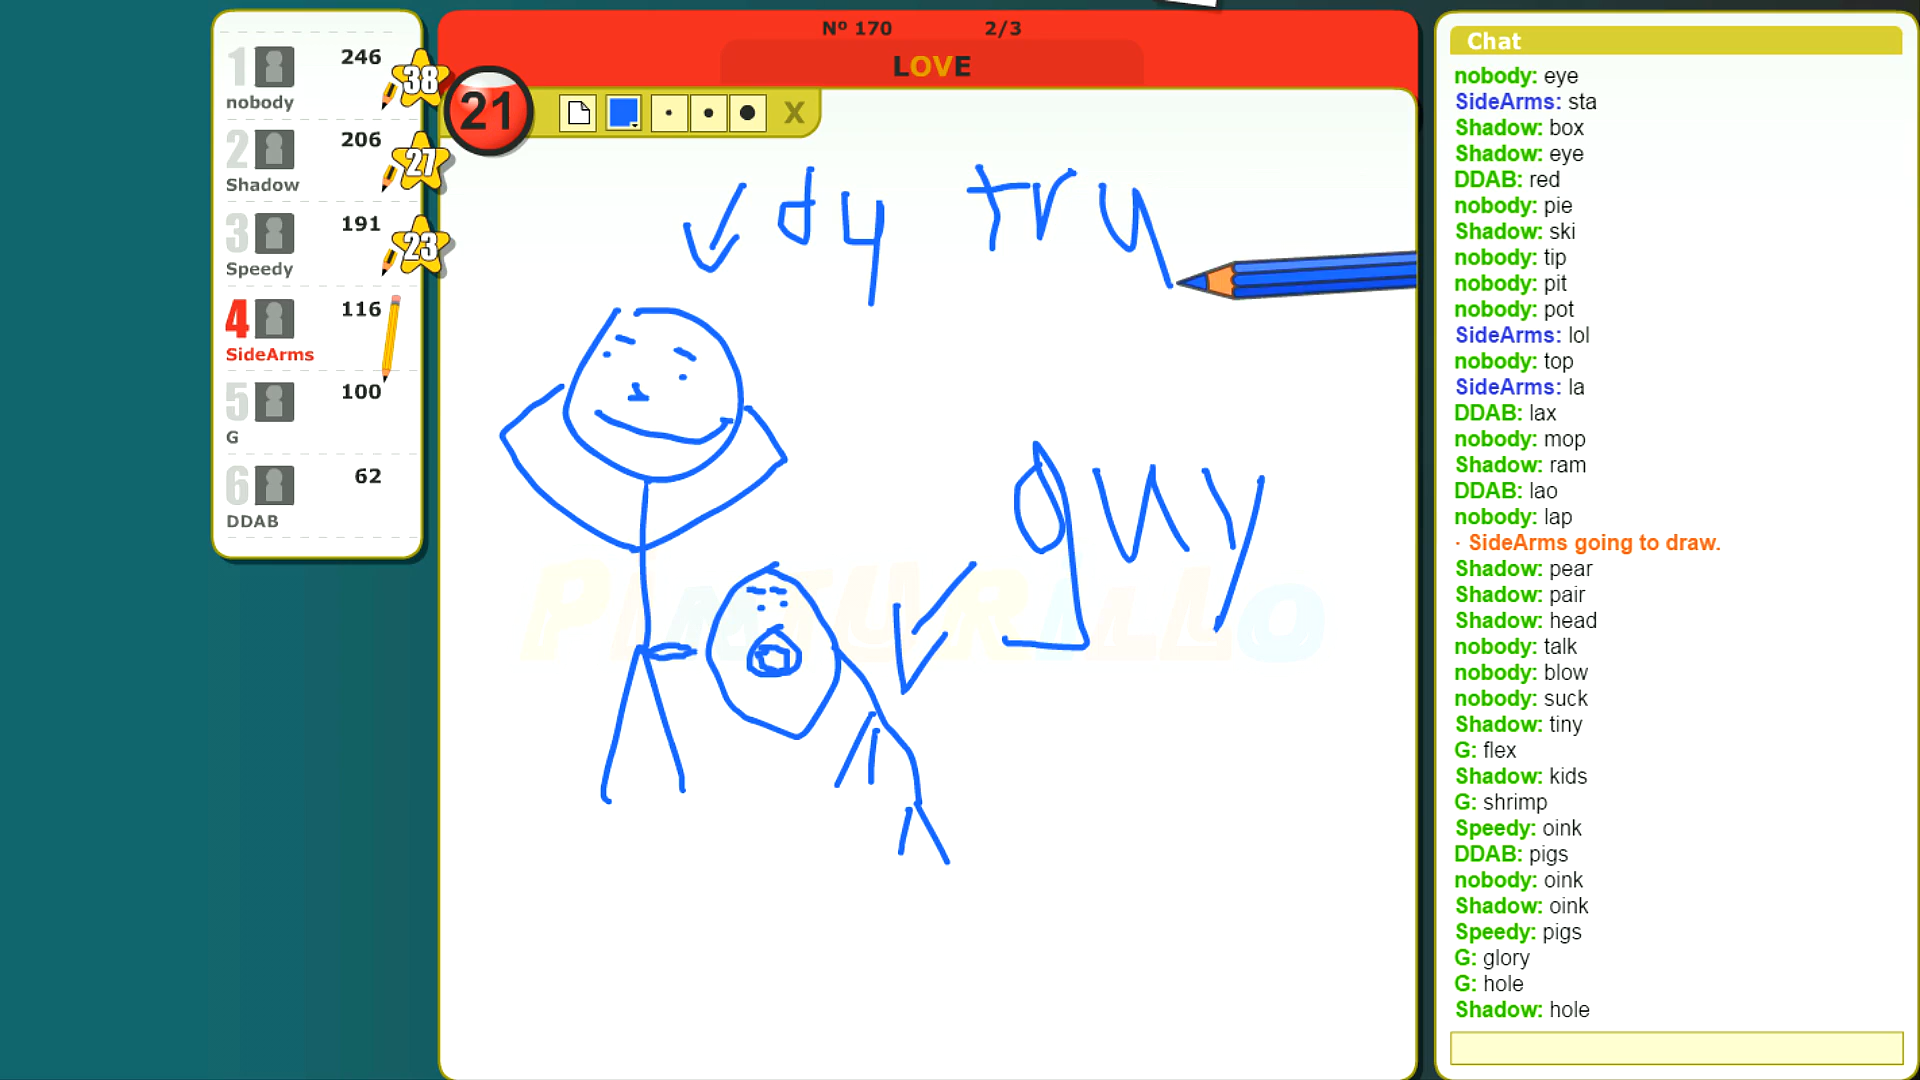 Nº 170 2/3
LOVE
21
1 246 38
nobody
2 206 27
Shadow
3 191 23
Speedy
4 116
SideArms
5 100
G
6 62
DDAB
X
dy try
guy
PINTURILLO
Chat
nobody: eye
SideArms: sta
Shadow: box
Shadow: eye
DDAB: red
nobody: pie
Shadow: ski
nobody: tip
nobody: pit
nobody: pot
SideArms: lol
nobody: top
SideArms: la
DDAB: lax
nobody: mop
Shadow: ram
DDAB: lao
nobody: lap
· SideArms going to draw.
Shadow: pear
Shadow: pair
Shadow: head
nobody: talk
nobody: blow
nobody: suck
Shadow: tiny
G: flex
Shadow: kids
G: shrimp
Speedy: oink
DDAB: pigs
nobody: oink
Shadow: oink
Speedy: pigs
G: glory
G: hole
Shadow: hole